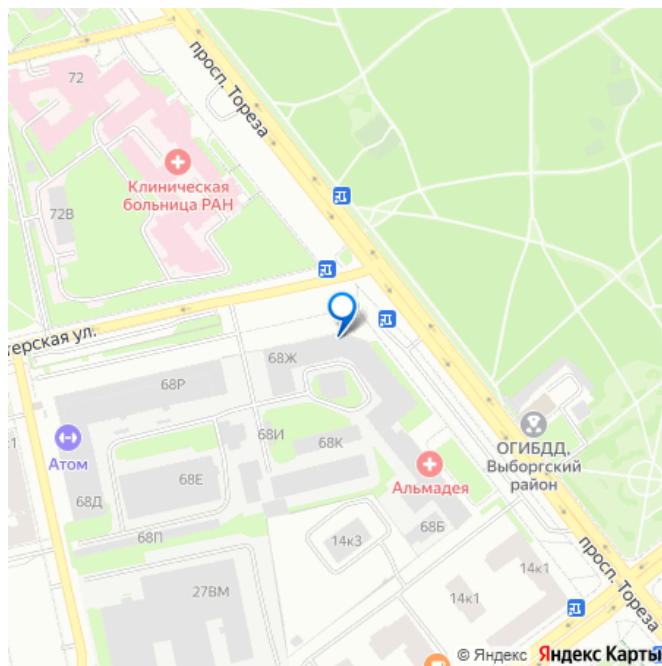 72
просп. Тореза
Клиническая
больница РАН
72В
терская ул.
68Ж
68Р
Атом
68И
68К
68Е
ОГИБДД,
Выборгский
район
Альмадея
68Д
68Б
68П
14к3
27ВМ
14к1
14к1
просп. Тореза
© Яндекс Яндекс Карты